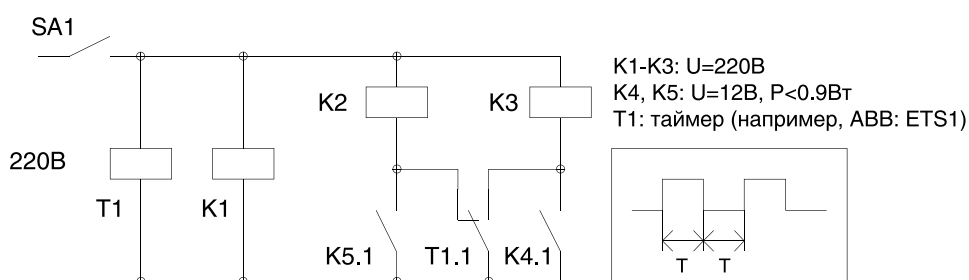 SA1
K1-K3: U=220В
K2
K3
K4, K5: U=12В, P<0.9Вт
T1: таймер (например, ABB: ETS1)
220В
T1
K1
K5.1
T1.1
K4.1
T T